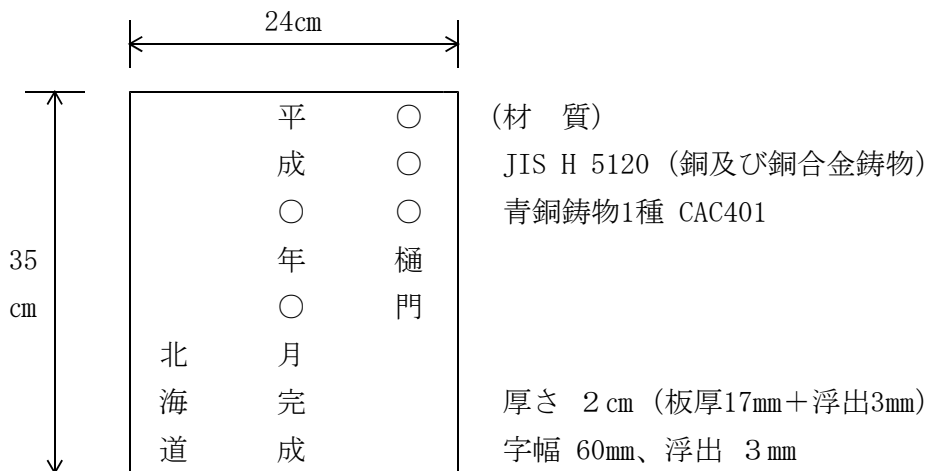 24cm
35
cm
○○○樋門
平成○年○月完成
北海道
(材　質)
JIS H 5120 (銅及び銅合金鋳物)
青銅鋳物1種 CAC401
厚さ ２cm (板厚17mm＋浮出3mm)
字幅 60mm、浮出 ３mm